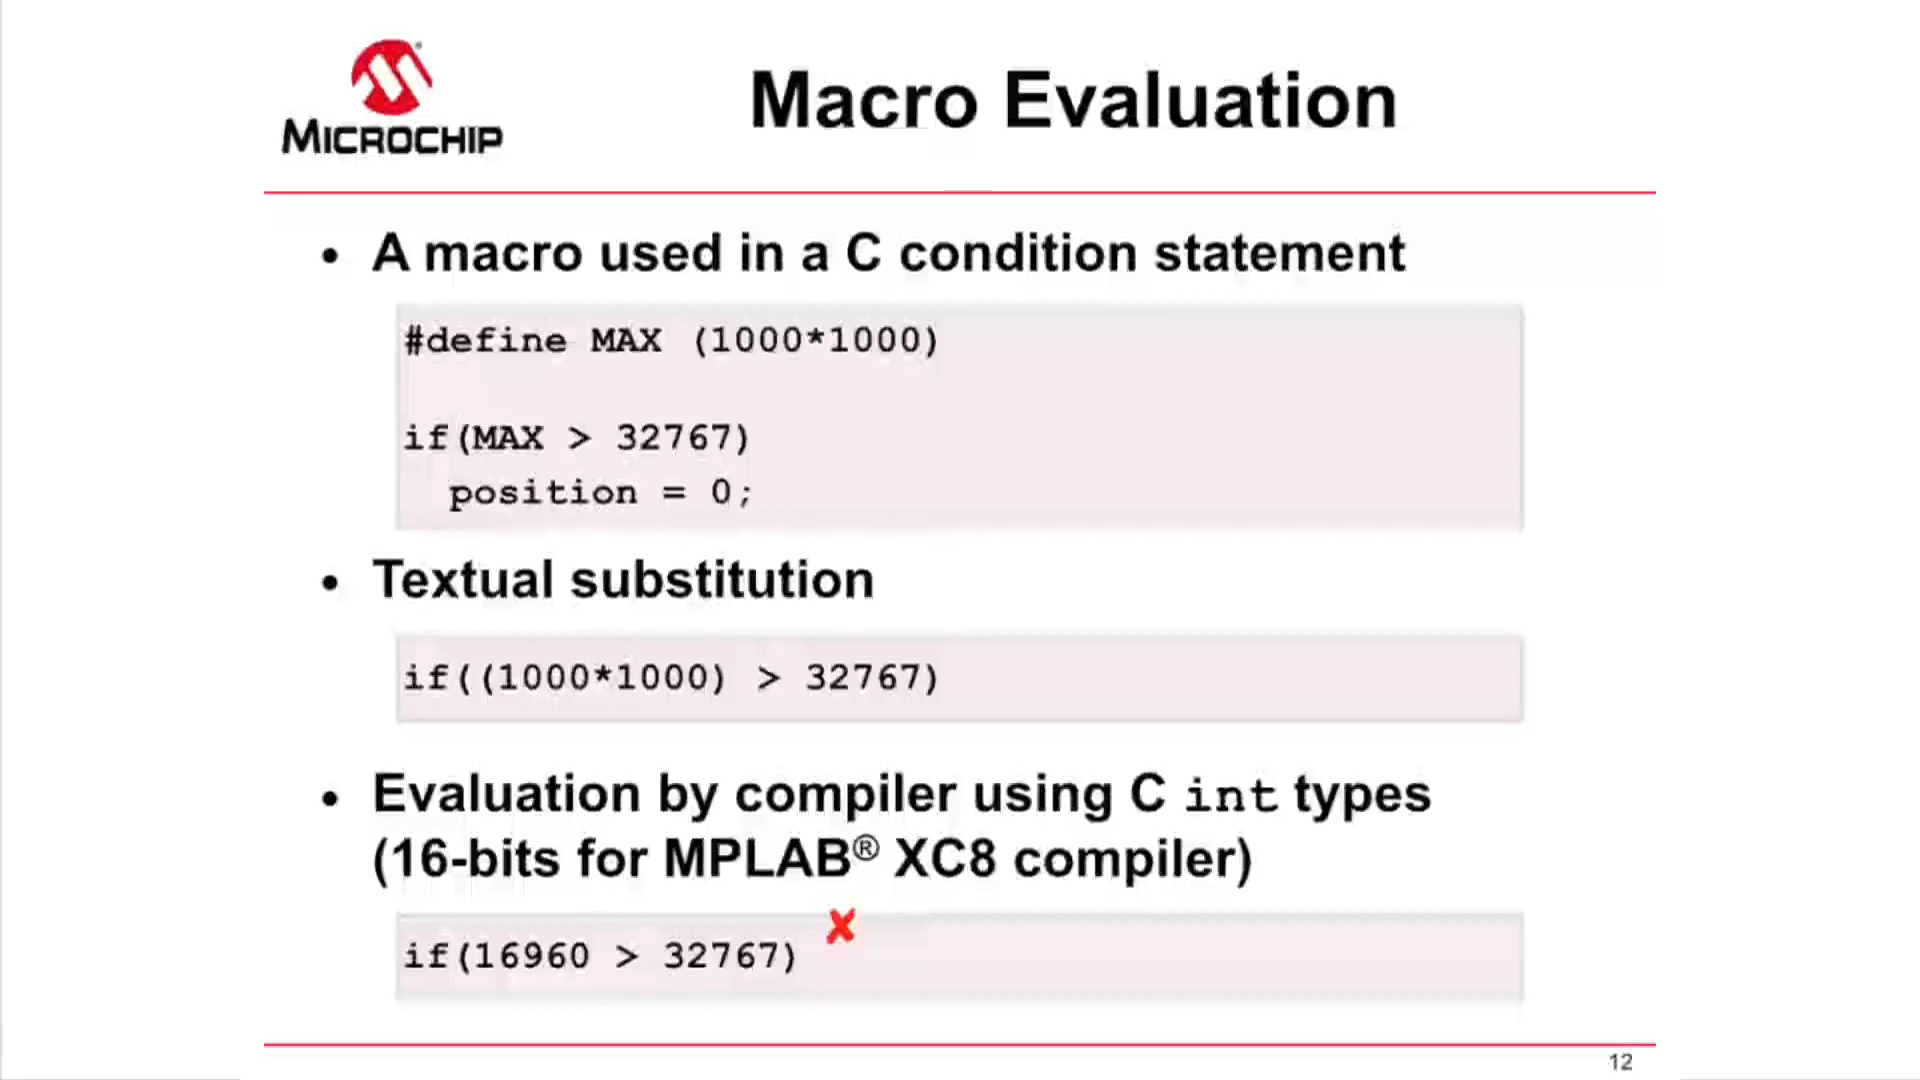 MICROCHIP
Macro Evaluation
• A macro used in a C condition statement
#define MAX (1000*1000)
if(MAX > 32767)
position = 0;
• Textual substitution
if((1000*1000) > 32767)
• Evaluation by compiler using C int types
(16-bits for MPLAB® XC8 compiler)
if(16960 > 32767) ✘
12